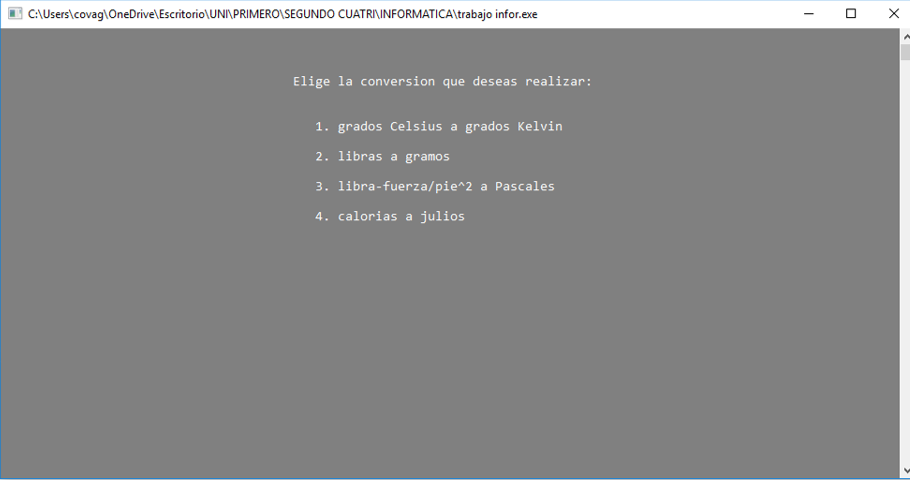 C:\Users\covag\OneDrive\Escritorio\UNI\PRIMERO\SEGUNDO CUATRI\INFORMATICA\trabajo infor.exe
Elige la conversion que deseas realizar:
1. grados Celsius a grados Kelvin
2. libras a gramos
3. libra-fuerza/pie^2 a Pascales
4. calorias a julios